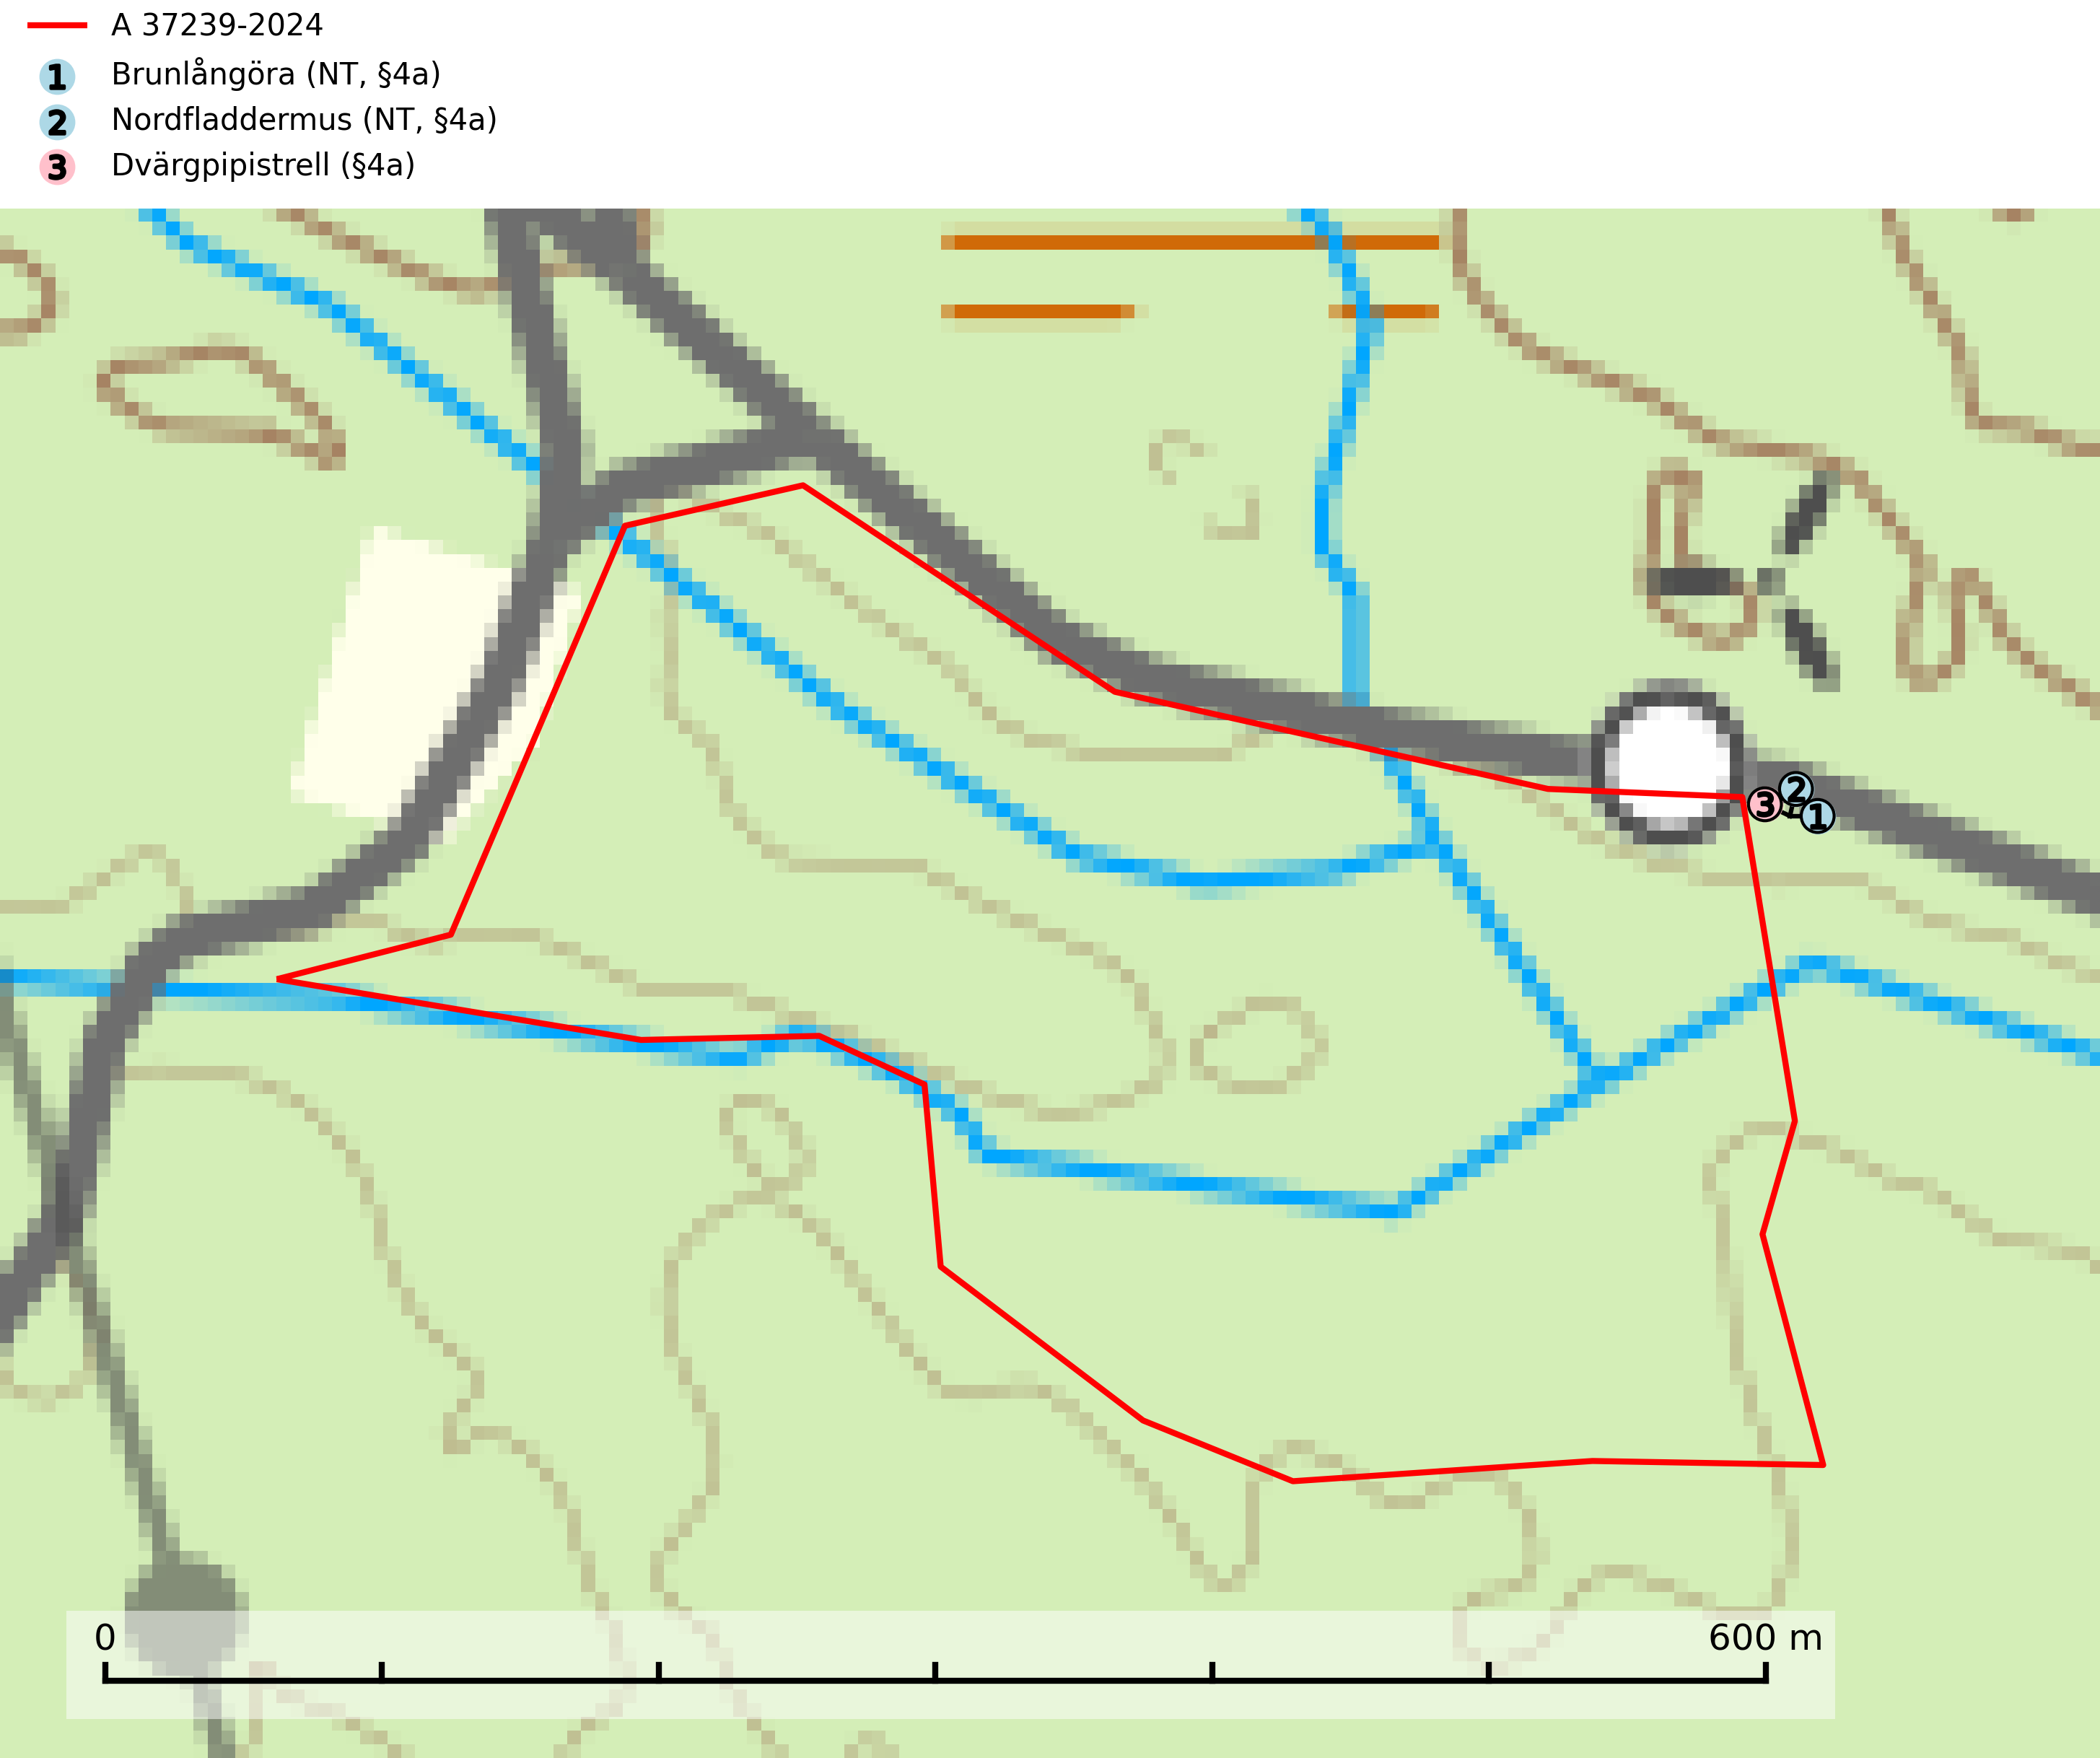 A 37239-2024
1 Brunlångöra (NT, §4a)
2 Nordfladdermus (NT, §4a)
3 Dvärgpipistrell (§4a)
2
3
1
0 600 m